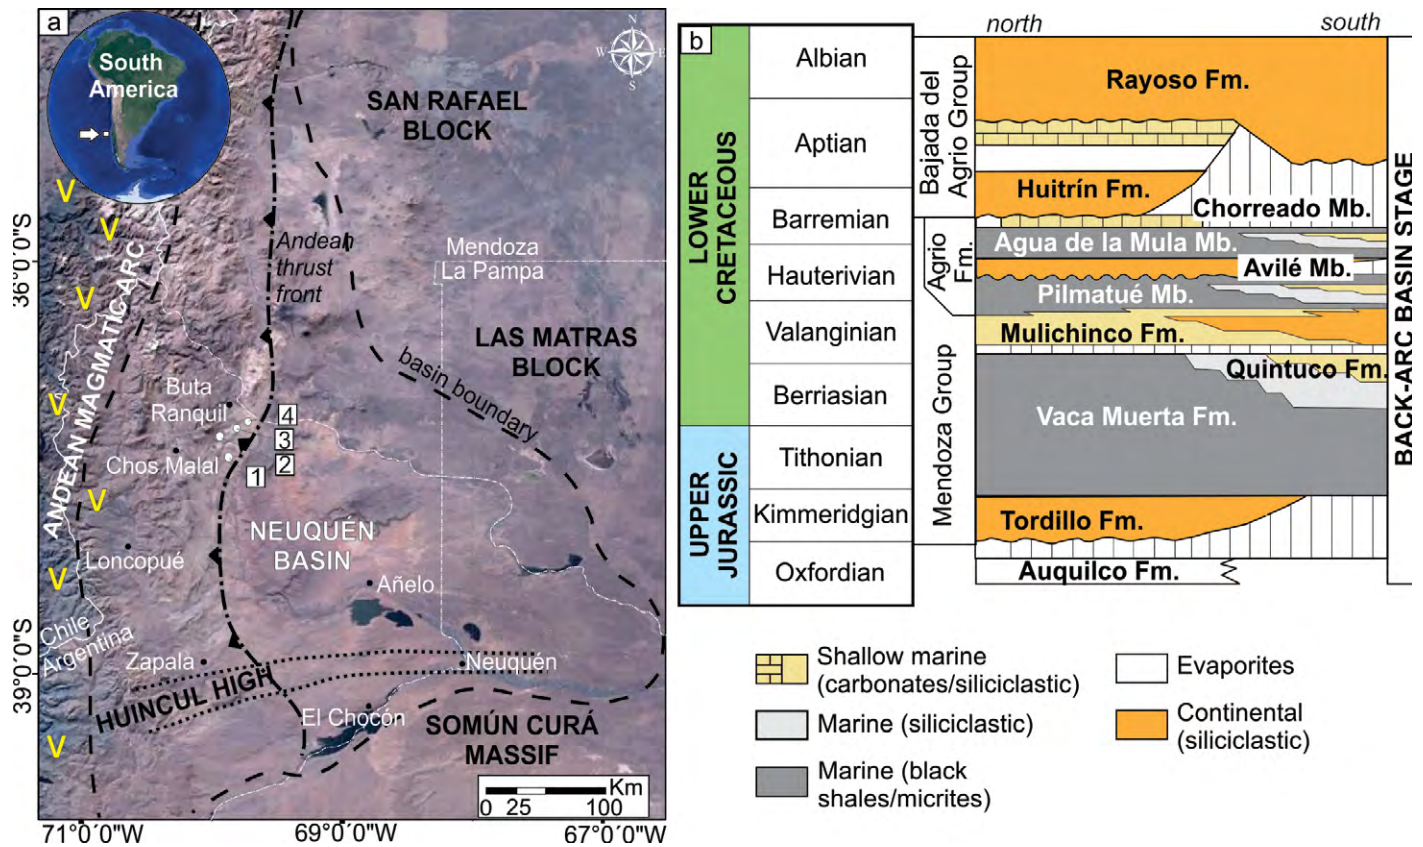 a
South
America
N
W
E
S
SAN RAFAEL
BLOCK
V
V
V
V
V
V
V
ANDEAN MAGMATIC ARC
Andean
thrust
front
Mendoza
La Pampa
LAS MATRAS
BLOCK
basin boundary
Buta
Ranquil
Chos Malal
4
3
2
1
NEUQUÉN
BASIN
Loncopué
Añelo
Chile
Argentina
Zapala
Neuquén
HUINCUL HIGH
El Chocón
SOMÚN CURÁ
MASSIF
Km
0 25 100
36°0´0"S
39°0´0"S
71°0´0"W
69°0´0"W
67°0´0"W
b
north
south
LOWER
CRETACEOUS
UPPER
JURASSIC
Albian
Aptian
Barremian
Hauterivian
Valanginian
Berriasian
Tithonian
Kimmeridgian
Oxfordian
Bajada del
Agrio Group
Agrio
Fm.
Mendoza Group
Rayoso Fm.
Huitrín Fm.
Chorreado Mb.
Agua de la Mula Mb.
Avilé Mb.
Pilmatué Mb.
Mulichinco Fm.
Quintuco Fm.
Vaca Muerta Fm.
Tordillo Fm.
Auquilco Fm.
BACK-ARC BASIN STAGE
Shallow marine
(carbonates/siliciclastic)
Marine (siliciclastic)
Marine (black
shales/micrites)
Evaporites
Continental
(siliciclastic)